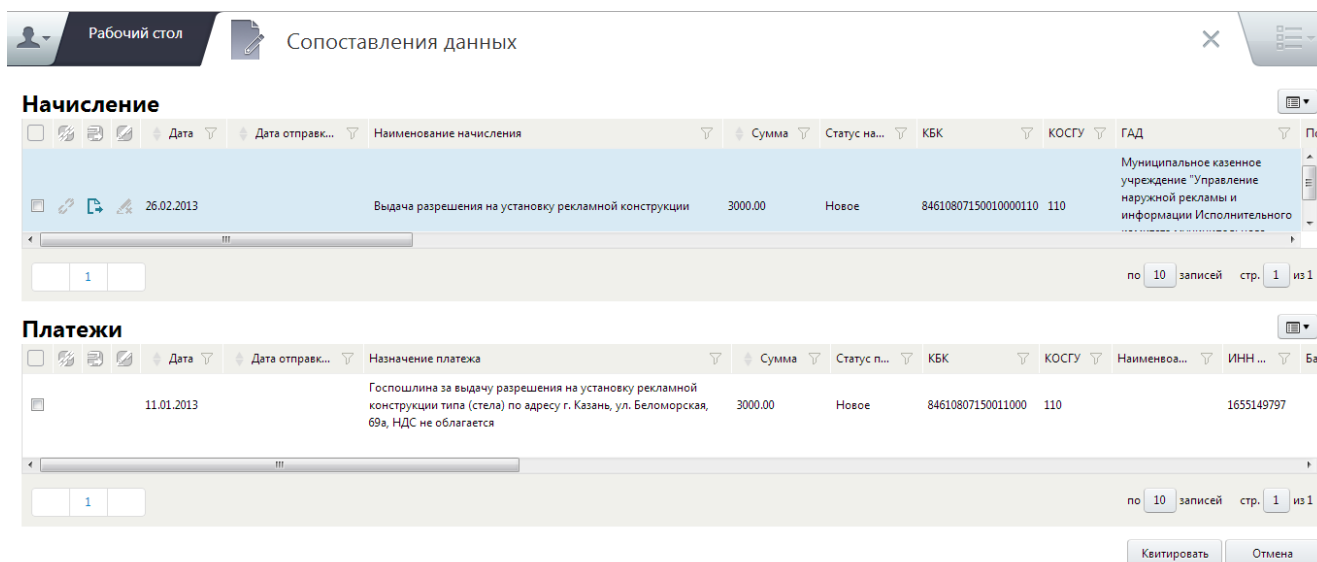 Рабочий стол
Сопоставления данных
Начисление
Дата Дата отправк... Наименование начисления Сумма Статус на... КБК КОСГУ ГАД
26.02.2013 Выдача разрешения на установку рекламной конструкции 3000.00 Новое 84610807150010000110 110
Муниципальное казенное
учреждение "Управление
наружной рекламы и
информации Исполнительного
1
по 10 записей стр. 1 из 1
Платежи
Дата Дата отправк... Назначение платежа Сумма Статус п... КБК КОСГУ Наименвоа... ИНН ...
11.01.2013
Госпошлина за выдачу разрешения на установку рекламной
конструкции типа (стела) по адресу г. Казань, ул. Беломорская,
69а, НДС не облагается
3000.00 Новое 84610807150011000 110 1655149797
1
по 10 записей стр. 1 из 1
Квитировать Отмена